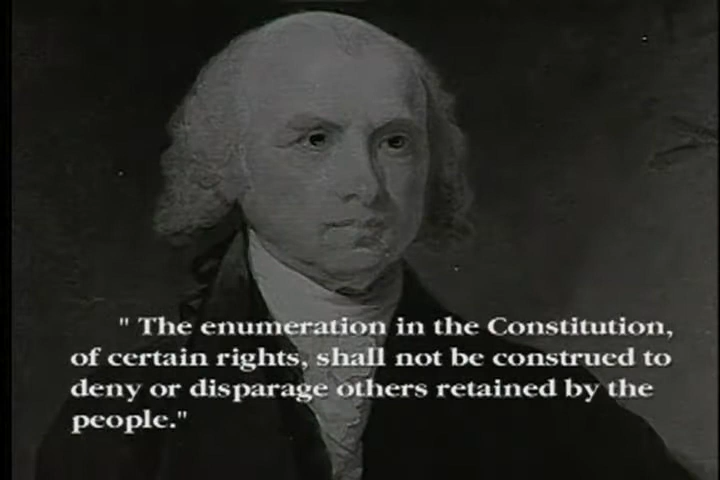 " The enumeration in the Constitution,
of certain rights, shall not be construed to
deny or disparage others retained by the
people."